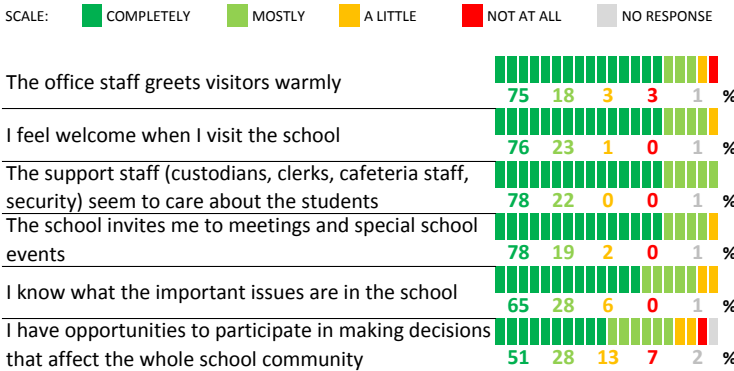 SCALE: COMPLETELY MOSTLY A LITTLE NOT AT ALL NO RESPONSE
The office staff greets visitors warmly
75 18 3 3 1 %
I feel welcome when I visit the school
76 23 1 0 1 %
The support staff (custodians, clerks, cafeteria staff,
security) seem to care about the students
78 22 0 0 1 %
The school invites me to meetings and special school
events
78 19 2 0 1 %
I know what the important issues are in the school
65 28 6 0 1 %
I have opportunities to participate in making decisions
that affect the whole school community
51 28 13 7 2 %